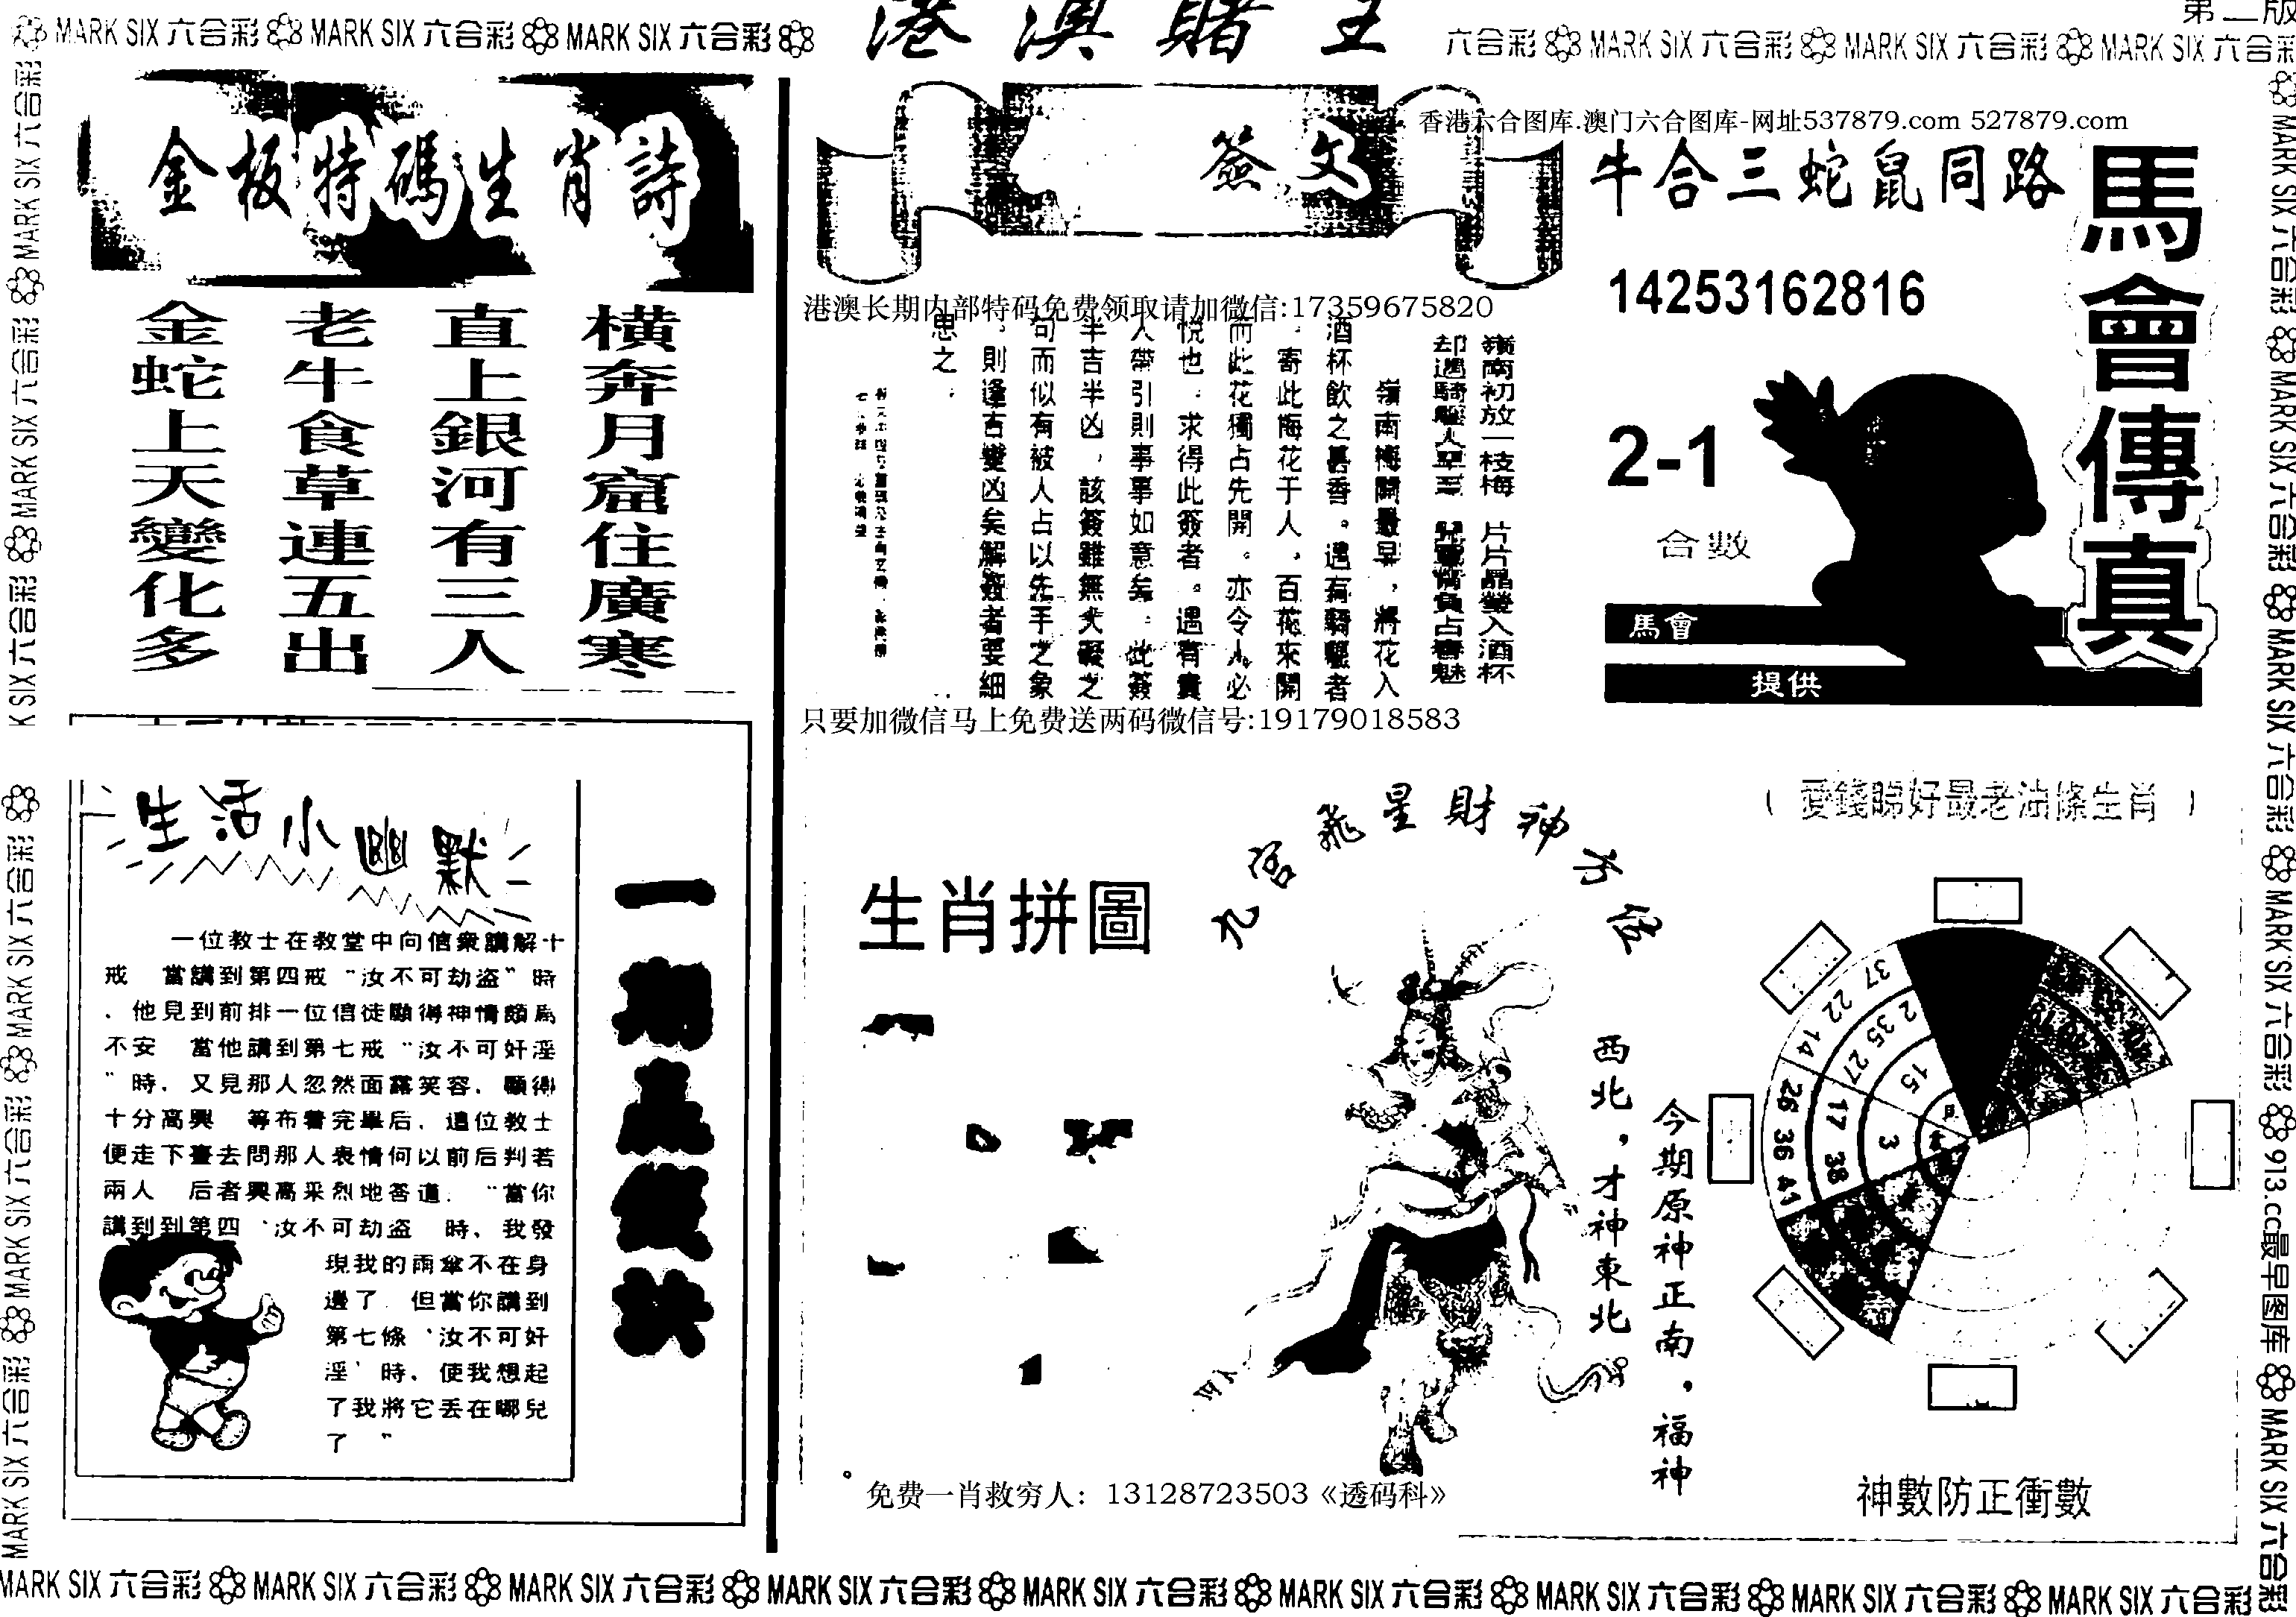 第二版
港澳賭王
MARK SIX 六合彩 MARK SIX 六合彩 MARK SIX 六合彩
六合彩 MARK SIX 六合彩 MARK SIX 六合彩 MARK SIX 六合彩
金板特碼生肖詩
橫奔月窟住廣寒
直上銀河有三人
老牛食草連五出
金蛇上天變化多
簽文
港澳长期内部特码免费领取请加微信:17359675820
嶺南初放一枝梅
片片晶瑩入酒杯
却遇騎驢人
嶺南梅開最早，將花入
酒杯飲之甚香。遇有騎驢者
，寄此梅花于人，百花來開
而此花獨占先開。亦令人必
悅也，求得此簽者。遇有貴
人帶引則事事如意矣。此簽
半吉半凶，該簽雖無大礙之
句而似有被人占以先手之象
。則逢吉變凶矣解簽者要細
思之，
只要加微信马上免费送两码微信号:19179018583
香港六合图库.澳门六合图库-网址537879.com 527879.com
牛合三蛇鼠同路
14253162816
2-1
合數
馬會
提供
馬會傳真
生活小幽默
一位教士在教堂中向信衆講解十
戒 當講到第四戒“汝不可劫盗”時
，他見到前排一位信徒顯得神情頗爲
不安 當他講到第七戒“汝不可奸淫
”時，又見那人忽然面露笑容，顯得
十分高興 等布書完畢后，這位教士
便走下臺去問那人表情何以前后判若
兩人 后者興高采烈地答道，“當你
講到到第四‘汝不可劫盗 時，我發
現我的雨傘不在身
邊了 但當你講到
第七條‘汝不可奸
淫’時，使我想起
了我將它丢在哪兒
了 ”
生肖拼圖
九宮飛星財神方位
今期原神正南，福神
西北，才神東北。
免费一肖救穷人：13128723503《透码科》
（愛錢睇好最老油條生肖）
37 22 14
2 35 27
15
26 36 41
17 38
3
神數防正衝數
MARK SIX 六合彩 MARK SIX 六合彩 MARK SIX 六合彩 MARK SIX 六合彩 MARK SIX 六合彩 MARK SIX 六合彩 MARK SIX 六合彩 MARK SIX 六合彩 MARK SIX 六合彩
K SIX 六合彩 MARK SIX 六合彩 MARK SIX 六合彩
MARK SIX 六合彩 MARK SIX 六合彩 MARK SIX 六合彩
MARK SIX 六合彩 MARK SIX 六合彩 MARK SIX 六合彩 MARK SIX 六合彩 913.cc最早图库 MARK SIX 六合彩